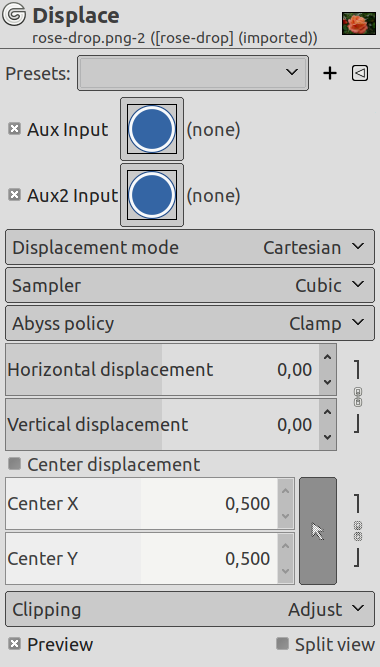 Displace
rose-drop.png-2 ([rose-drop] (imported))
Presets:
Aux Input (none)
Aux2 Input (none)
Displacement mode Cartesian
Sampler Cubic
Abyss policy Clamp
Horizontal displacement 0,00
Vertical displacement 0,00
Center displacement
Center X 0,500
Center Y 0,500
Clipping Adjust
Preview Split view